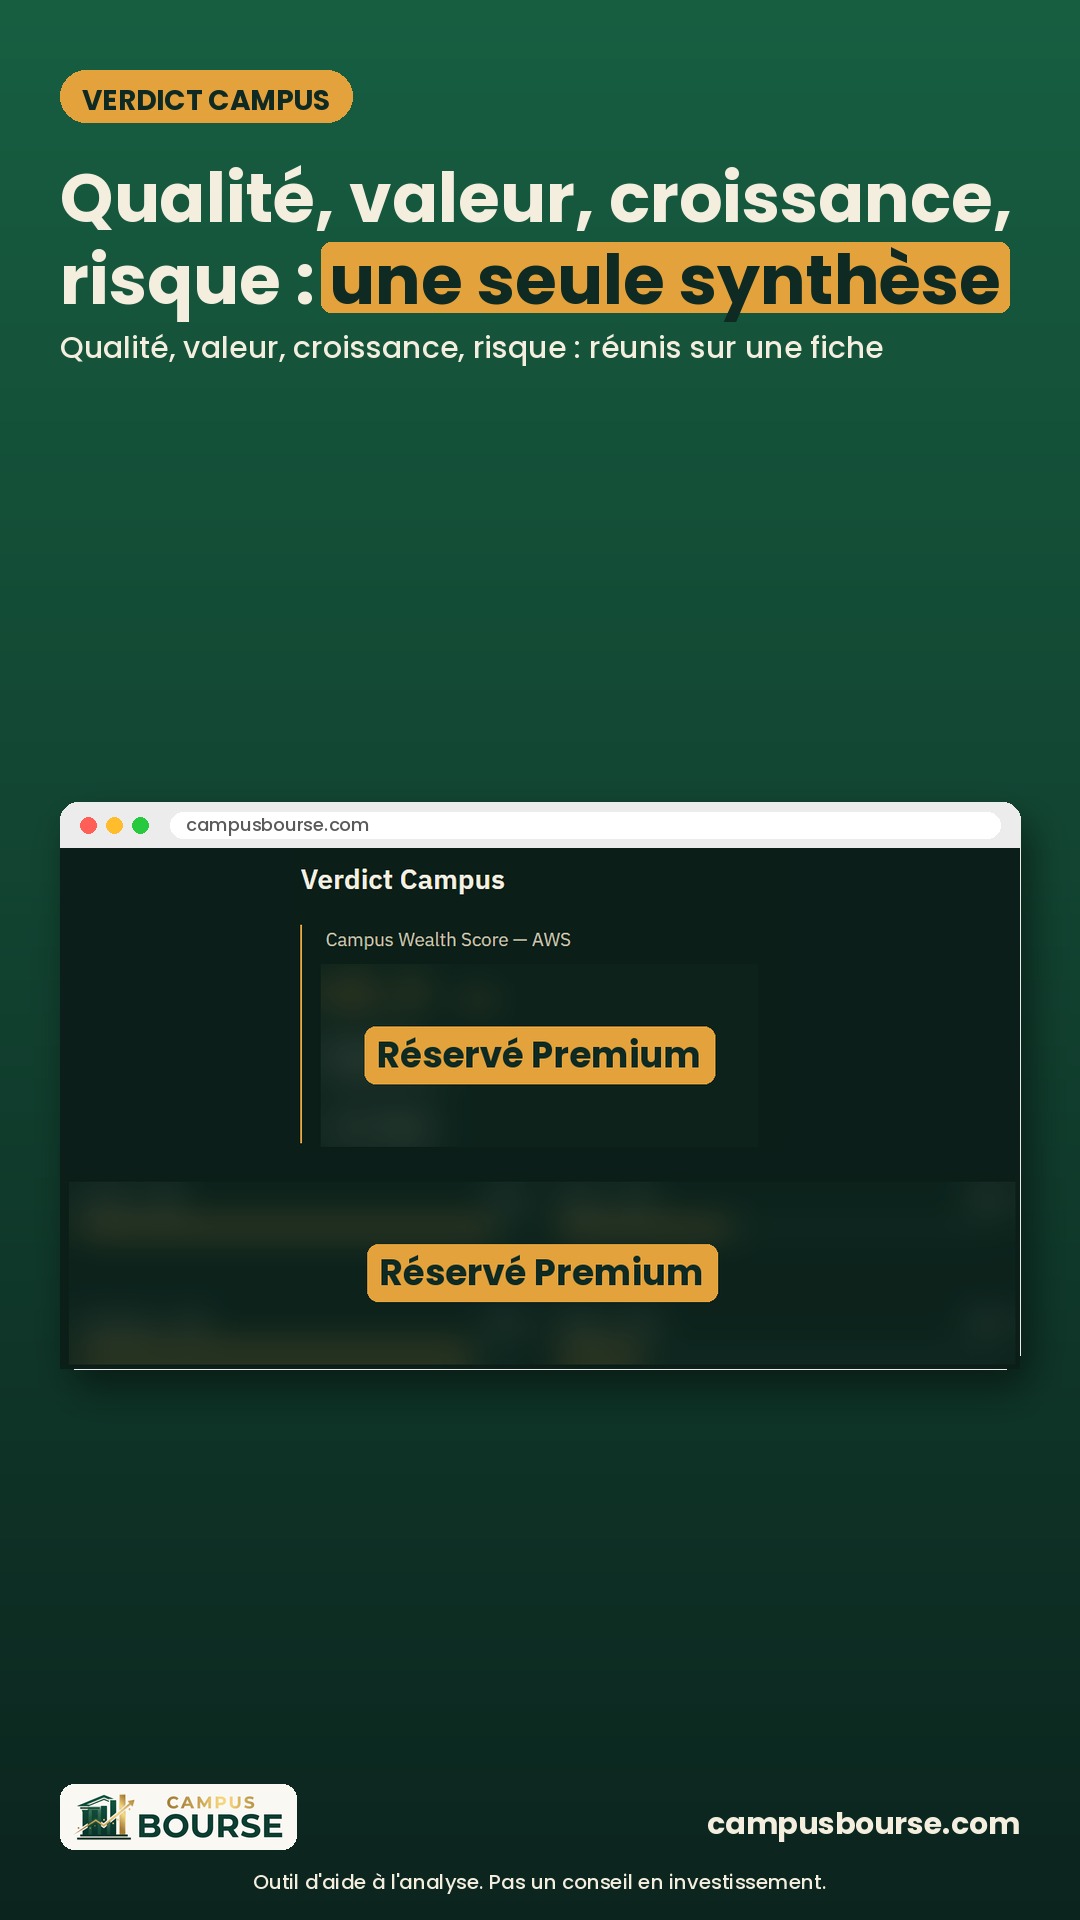 VERDICT CAMPUS
Qualité, valeur, croissance,
risque : une seule synthèse
Qualité, valeur, croissance, risque : réunis sur une fiche
campusbourse.com
Verdict Campus
Campus Wealth Score — AWS
Réservé Premium
Réservé Premium
CAMPUS
BOURSE
campusbourse.com
Outil d'aide à l'analyse. Pas un conseil en investissement.